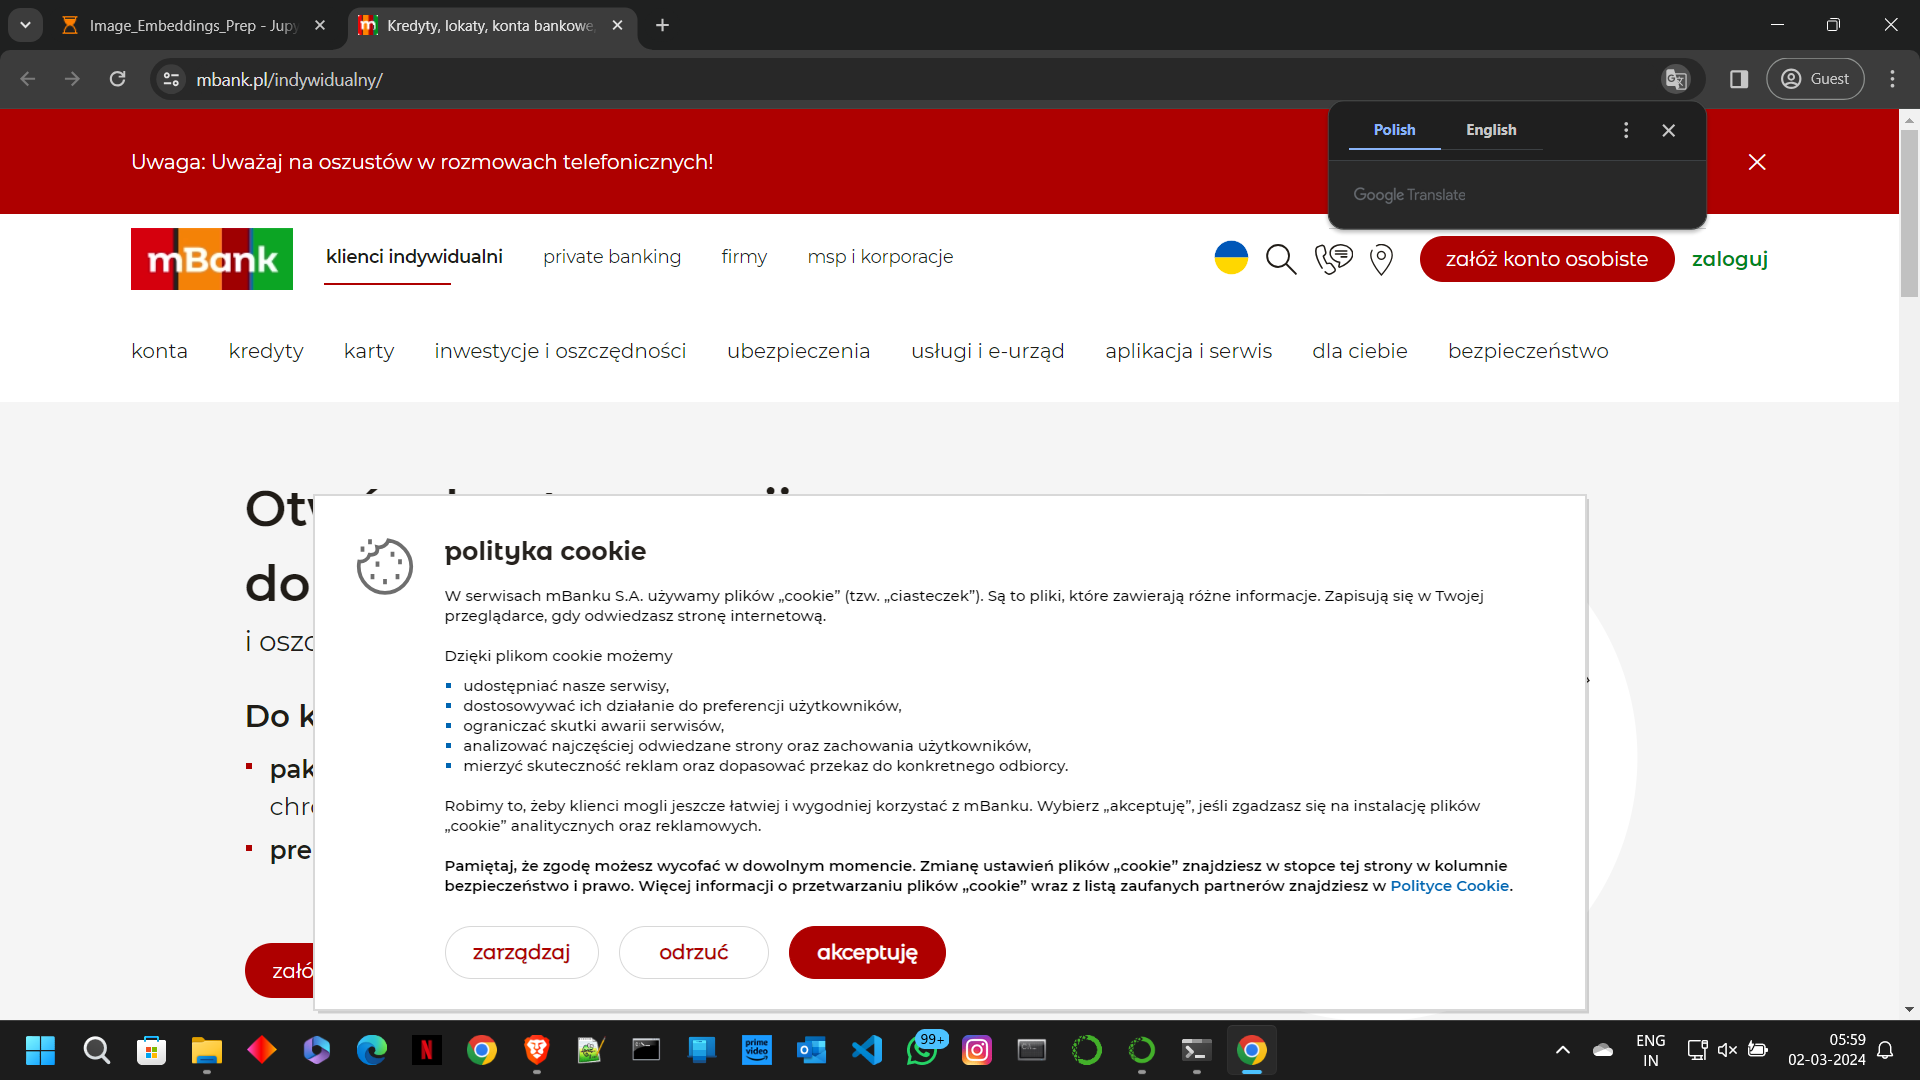 Image_Embeddings_Prep - Jupy
Kredyty, lokaty, konta bankowe,
mbank.pl/indywidualny/
Guest
Polish
English
Google Translate
Uwaga: Uważaj na oszustów w rozmowach telefonicznych!
mBank
klienci indywidualni
private banking
firmy
msp i korporacje
załóż konto osobiste
zaloguj
konta
kredyty
karty
inwestycje i oszczędności
ubezpieczenia
usługi i e-urząd
aplikacja i serwis
dla ciebie
bezpieczeństwo
do
i oszc
Do k
pak
chr
pre
załó
polityka cookie
W serwisach mBanku S.A. używamy plików „cookie” (tzw. „ciasteczek”). Są to pliki, które zawierają różne informacje. Zapisują się w Twojej
przeglądarce, gdy odwiedzasz stronę internetową.
Dzięki plikom cookie możemy
udostępniać nasze serwisy,
dostosowywać ich działanie do preferencji użytkowników,
ograniczać skutki awarii serwisów,
analizować najczęściej odwiedzane strony oraz zachowania użytkowników,
mierzyć skuteczność reklam oraz dopasować przekaz do konkretnego odbiorcy.
Robimy to, żeby klienci mogli jeszcze łatwiej i wygodniej korzystać z mBanku. Wybierz „akceptuję”, jeśli zgadzasz się na instalację plików
„cookie” analitycznych oraz reklamowych.
Pamiętaj, że zgodę możesz wycofać w dowolnym momencie. Zmianę ustawień plików „cookie” znajdziesz w stopce tej strony w kolumnie
bezpieczeństwo i prawo. Więcej informacji o przetwarzaniu plików „cookie” wraz z listą zaufanych partnerów znajdziesz w Polityce Cookie.
zarządzaj
odrzuć
akceptuję
prime
video
99+
ENG
IN
05:59
02-03-2024